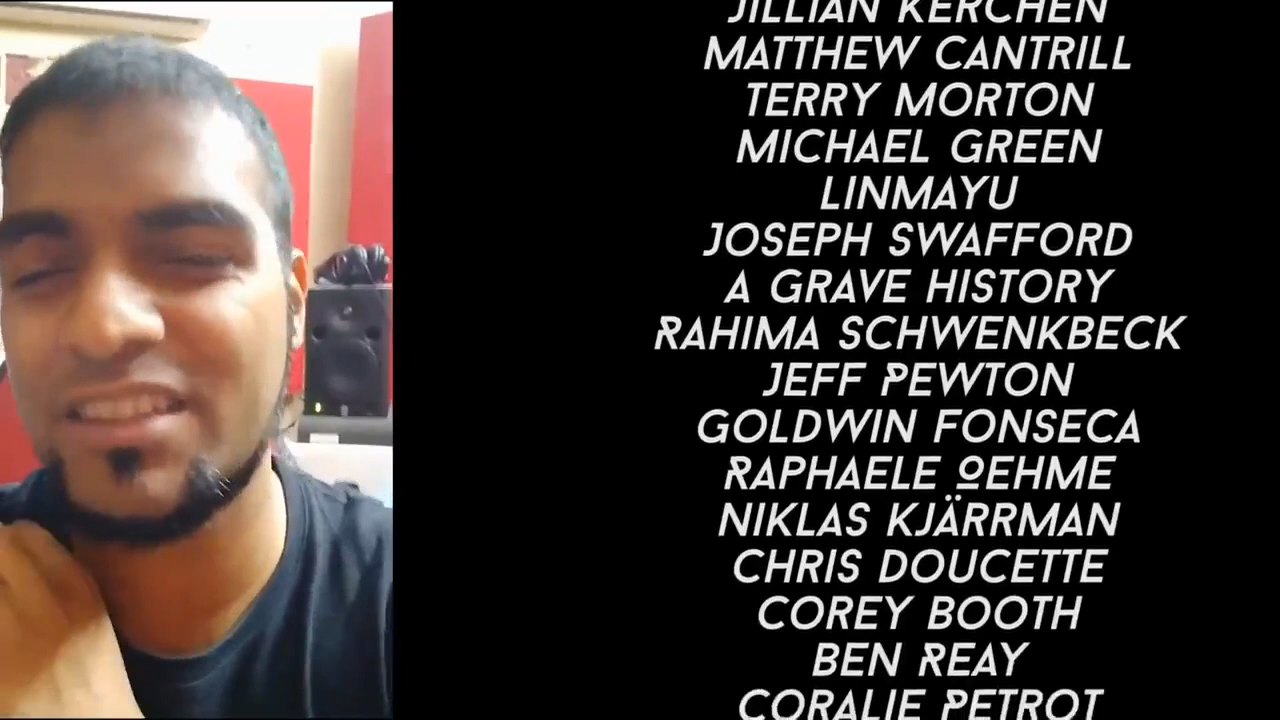 JILLIAN KERCHEN
MATTHEW CANTRILL
TERRY MORTON
MICHAEL GREEN
LINMAYU
JOSEPH SWAFFORD
A GRAVE HISTORY
RAHIMA SCHWENKBECK
JEFF PEWTON
GOLDWIN FONSECA
RAPHAELE OEHME
NIKLAS KJÄRRMAN
CHRIS DOUCETTE
COREY BOOTH
BEN REAY
CORALIE PETROT